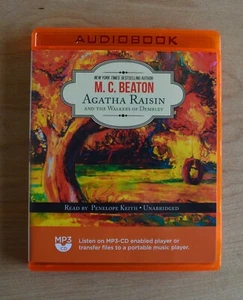 AUDIOBOOK
NEW YORK TIMES BESTSELLING AUTHOR
M. C. BEATON
AGATHA RAISIN
AND THE WALKERS OF DEMBLEY
READ BY PENELOPE KEITH • UNABRIDGED
MP3
Listen on MP3-CD enabled player or
transfer files to a portable music player.